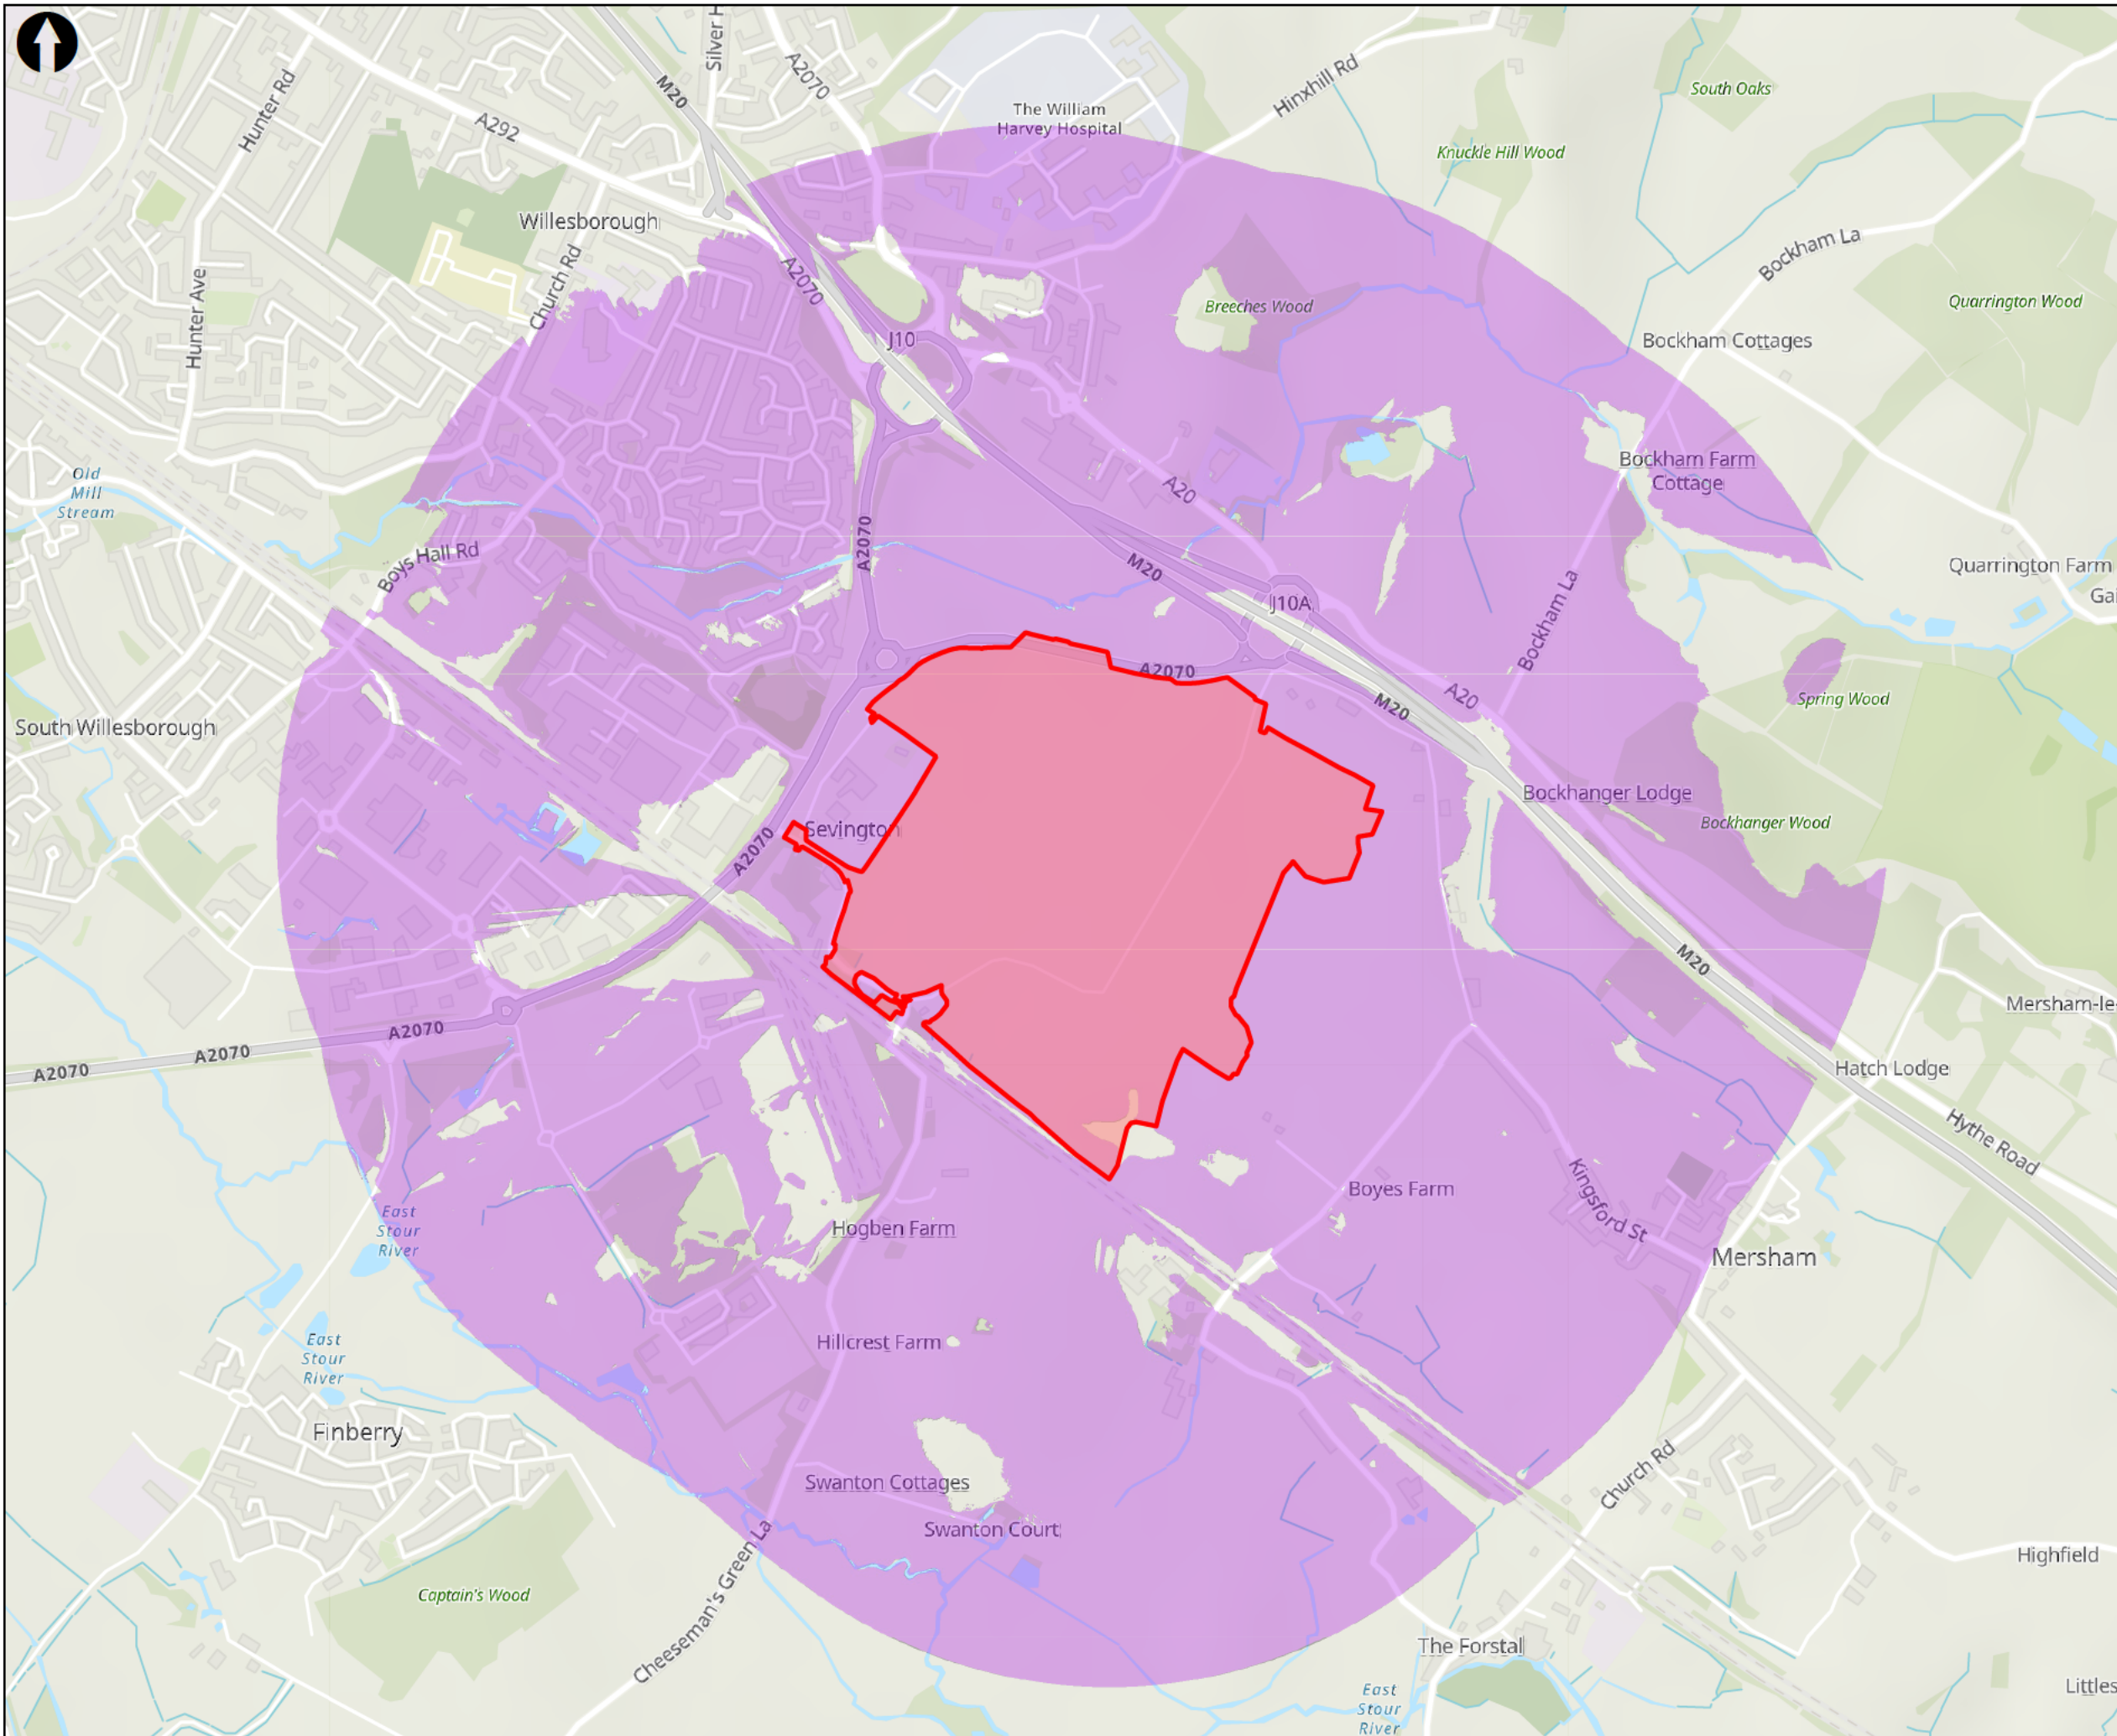 Silver H
A2070
M20
Hunter Rd
A292
The William
Harvey Hospital
Hinxhill Rd
South Oaks
Knuckle Hill Wood
Willesborough
Bockham La
A2070
Church Rd
Hunter Ave
Breeches Wood
Quarrington Wood
J10
Bockham Cottages
Bockham Farm
Cottage
Old
Mill
Stream
A20
A2070
Boys Hall Rd
M20
Quarrington Farm
Gai
J10A
Bockham La
A2070
A20
M20
Spring Wood
South Willesborough
Bockhanger Lodge
Bockhanger Wood
Sevington
A2070
M20
Mersham-le-
A2070
A2070
A2070
Hatch Lodge
Hythe Road
Kingsford St
Boyes Farm
East
Stour
River
Hogben Farm
Mersham
Hillcrest Farm
East
Stour
River
Finberry
Church Rd
Swanton Cottages
Swanton Court
Cheeseman's Green La
Highfield
Captain's Wood
The Forstal
Littles
East
Stour
River